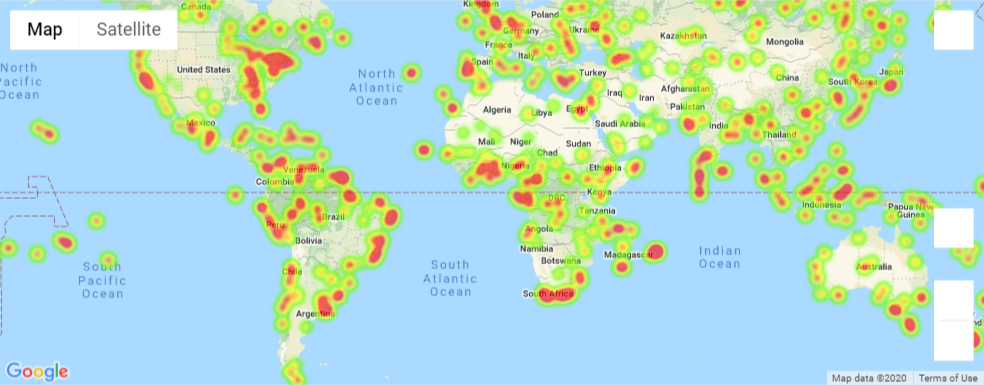 Canada
Kingdom
Poland
Map
Satellite
Germany
Ukraine
Kazakhstan
Mongolia
France
Italy
Spain
Turkey
United States
North
Pacific
Ocean
North
Atlantic
Ocean
China
South Korea
Japan
Iraq
Iran
Afghanistan
Pakistan
Algeria
Libya
Egypt
Mexico
Saudi Arabia
India
Thailand
Mali
Niger
Chad
Sudan
Nigeria
Ethiopia
Venezuela
Colombia
Kenya
DRC
Indonesia
Papua New
Guinea
Tanzania
Peru
Brazil
Angola
Bolivia
Namibia
Botswana
Madagascar
Indian
Ocean
South
Pacific
Ocean
South
Atlantic
Ocean
Chile
Australia
South Africa
Argentina
nd
Google
Map data ©2020
Terms of Use